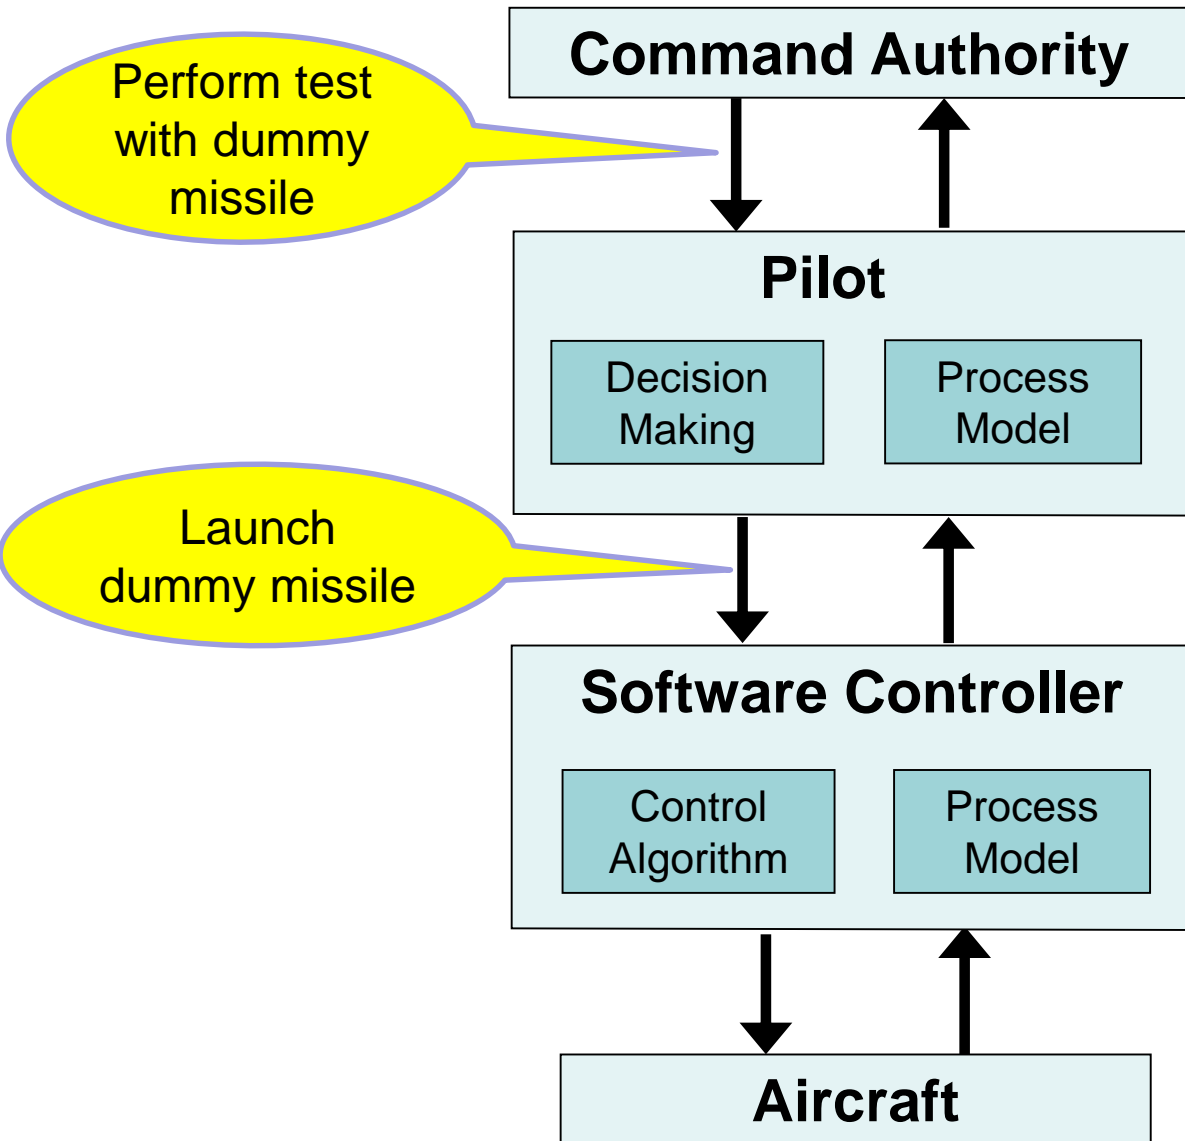 Command Authority
Perform test
with dummy
missile
Pilot
Decision
Making
Process
Model
Launch
dummy missile
Software Controller
Control
Algorithm
Process
Model
Aircraft